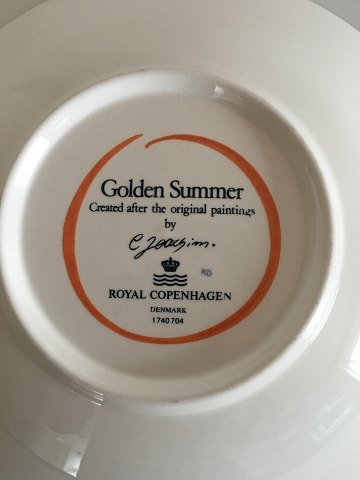 Golden Summer
Created after the original paintings
by
C Joachim.
KD
ROYAL COPENHAGEN
DENMARK
1740704